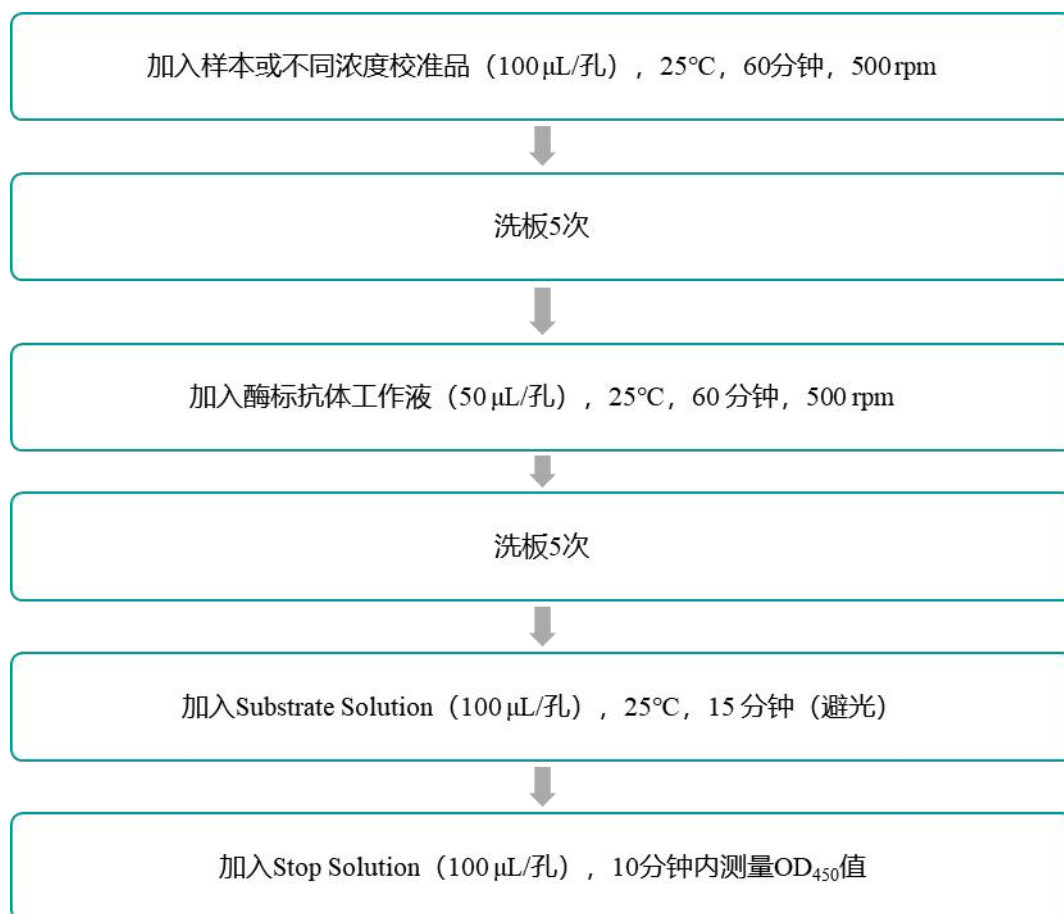 加入样本或不同浓度校准品（100 μL/孔），25℃，60分钟，500 rpm
洗板5次
加入酶标抗体工作液（50 μL/孔），25℃，60 分钟，500 rpm
洗板5次
加入Substrate Solution（100 μL/孔），25℃，15 分钟（避光）
加入Stop Solution（100 μL/孔），10分钟内测量OD₄₅₀值